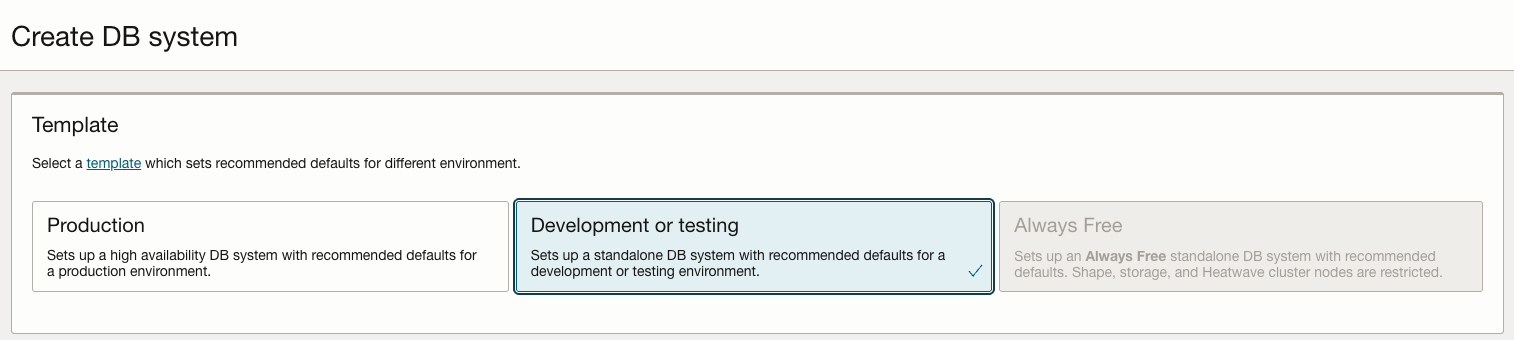 Create DB system
Template
Select a template which sets recommended defaults for different environment.
Production
Sets up a high availability DB system with recommended defaults for
a production environment.
Development or testing
Sets up a standalone DB system with recommended defaults for a
development or testing environment.
Always Free
Sets up an Always Free standalone DB system with recommended
defaults. Shape, storage, and Heatwave cluster nodes are restricted.